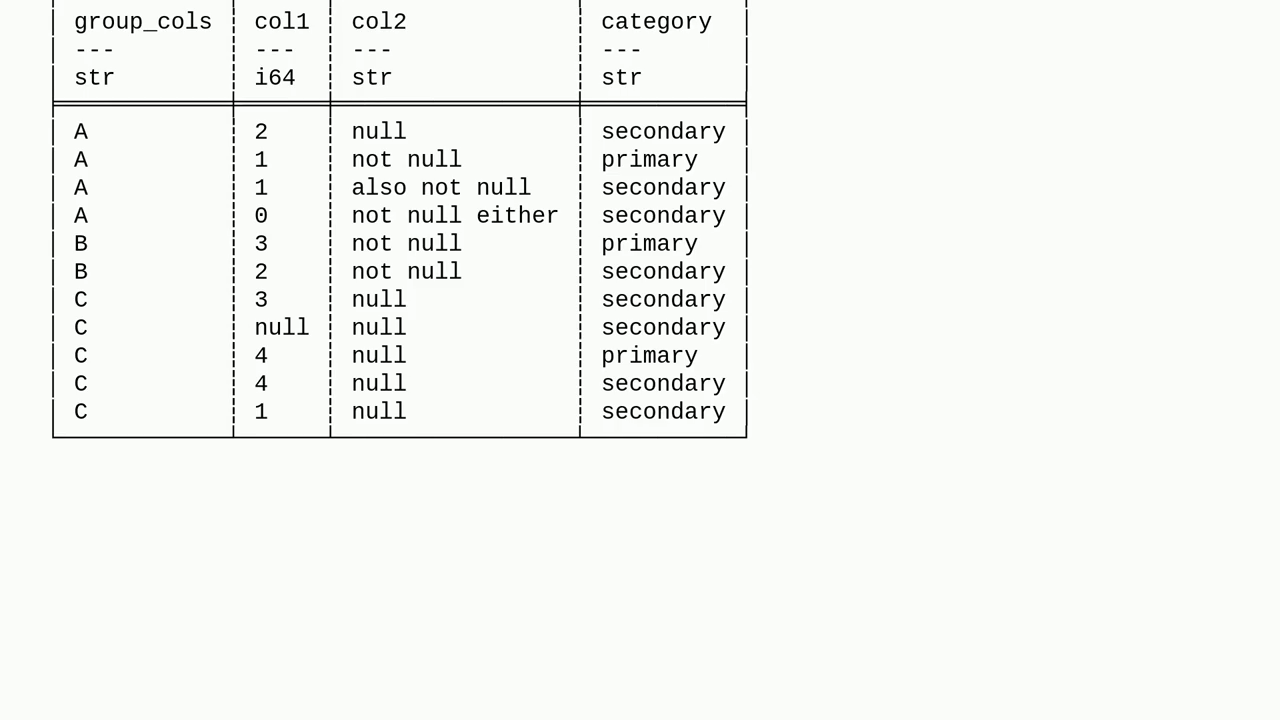 group_cols col1 col2 category
--- --- --- ---
str i64 str str
A 2 null secondary
A 1 not null primary
A 1 also not null secondary
A 0 not null either secondary
B 3 not null primary
B 2 not null secondary
C 3 null secondary
C null null secondary
C 4 null primary
C 4 null secondary
C 1 null secondary